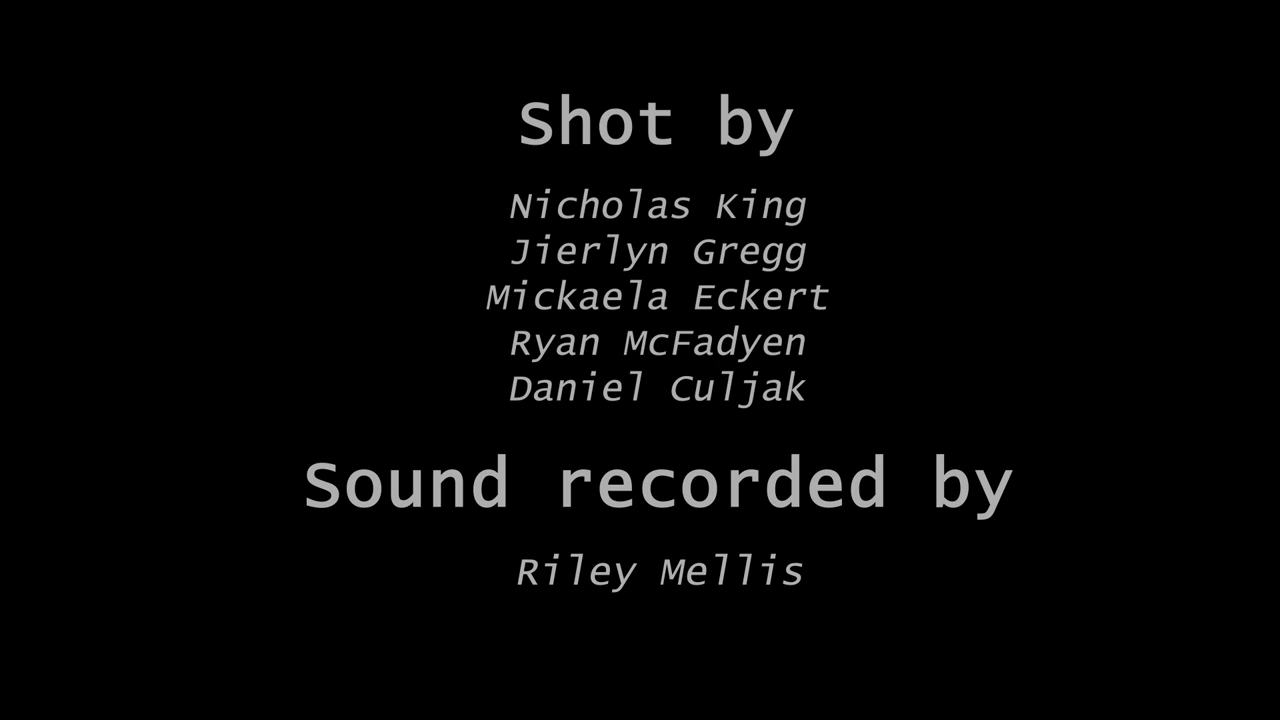 Shot by
Nicholas King
Jierlyn Gregg
Mickaela Eckert
Ryan McFadyen
Daniel Culjak
Sound recorded by
Riley Mellis